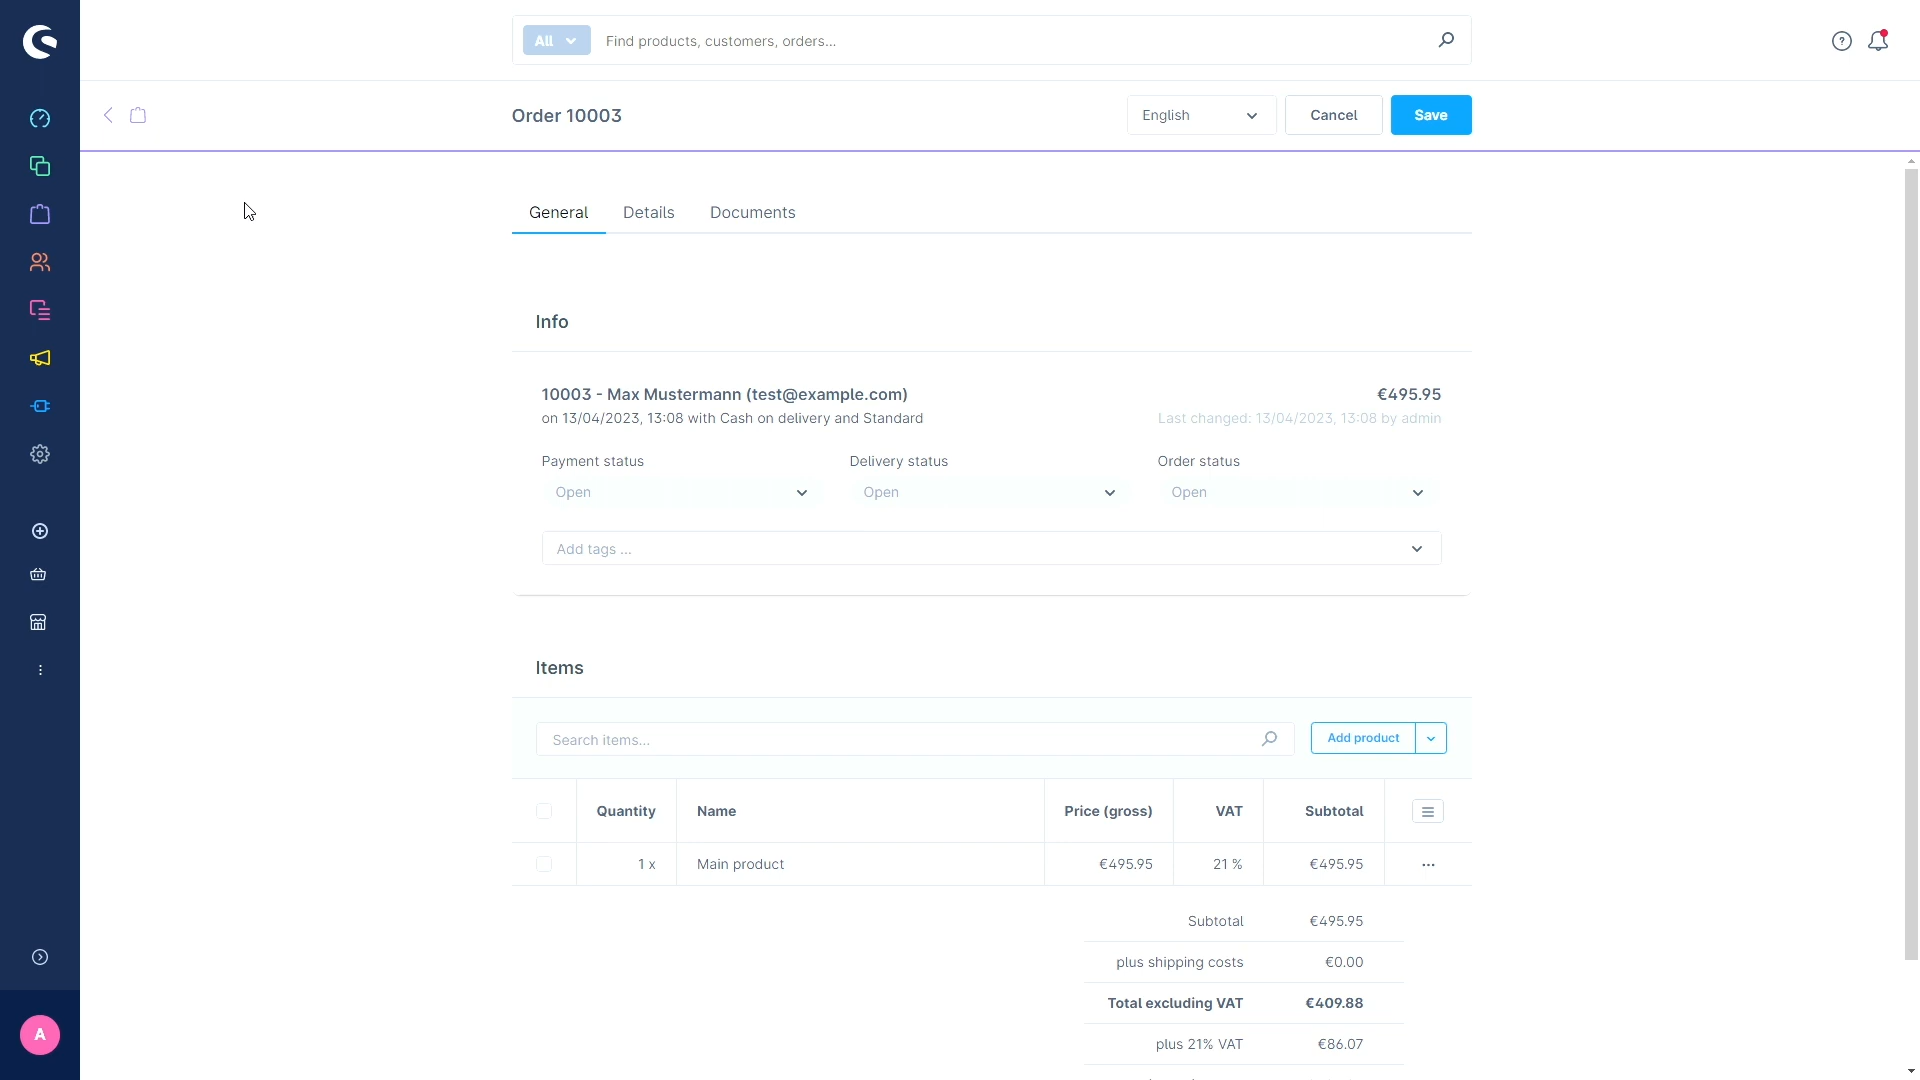 All
Find products, customers, orders...
Order 10003
English
Cancel
Save
General
Details
Documents
Info
10003 - Max Mustermann (test@example.com)
€495.95
on 13/04/2023, 13:08 with Cash on delivery and Standard
Last changed: 13/04/2023, 13:08 by admin
Payment status
Delivery status
Order status
Open
Open
Open
Add tags ...
Items
Search items...
Add product
Quantity
Name
Price (gross)
VAT
Subtotal
1 x
Main product
€495.95
21 %
€495.95
Subtotal
€495.95
plus shipping costs
€0.00
Total excluding VAT
€409.88
plus 21% VAT
€86.07
A